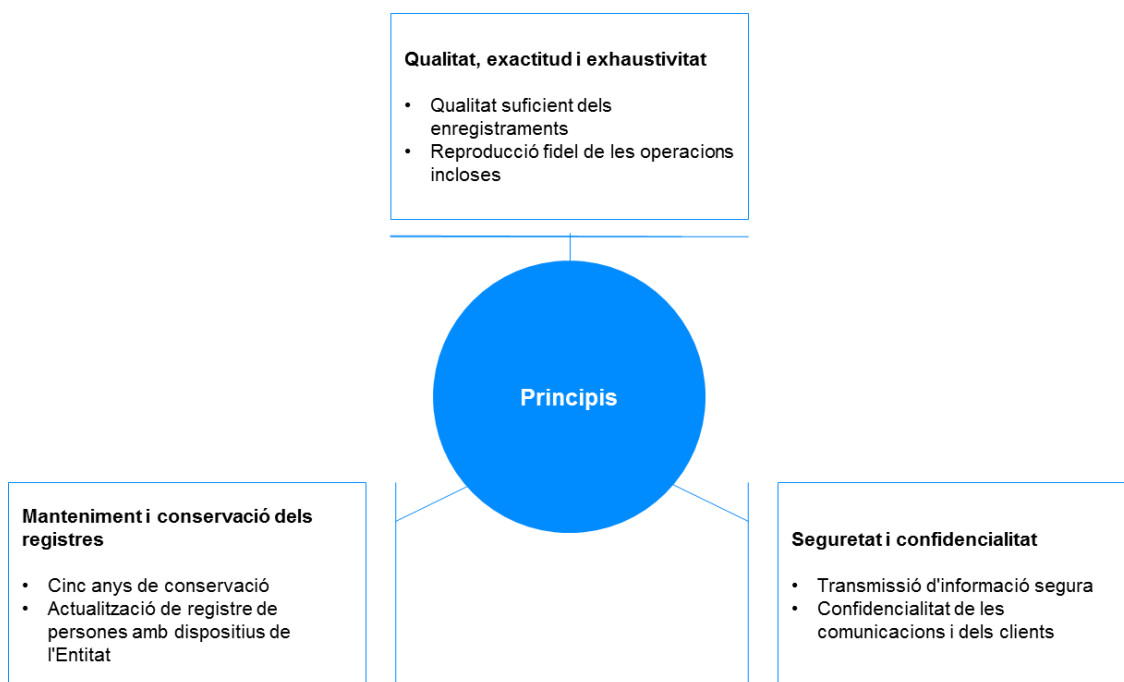 Qualitat, exactitud i exhaustivitat
• Qualitat suficient dels
enregistraments
• Reproducció fidel de les operacions
incloses
Principis
Manteniment i conservació dels
registres
• Cinc anys de conservació
• Actualització de registre de
persones amb dispositius de
l'Entitat
Seguretat i confidencialitat
• Transmissió d'informació segura
• Confidencialitat de les
comunicacions i dels clients